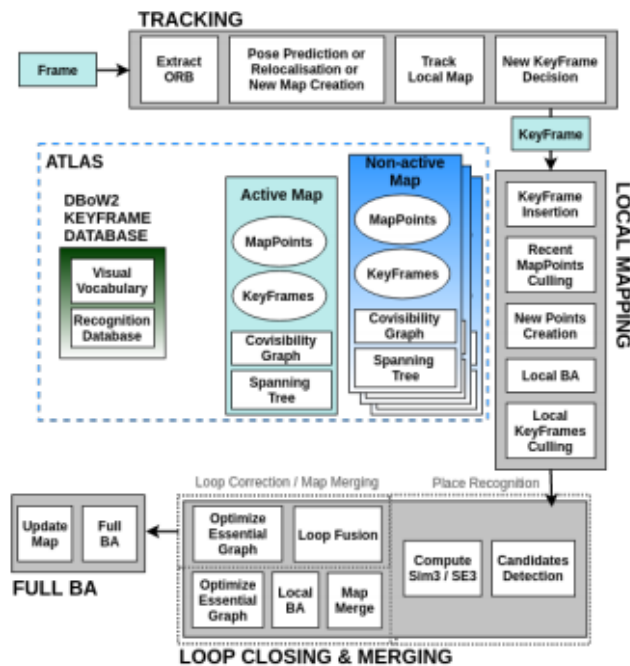 TRACKING
Frame
Extract
ORB
Pose Prediction or
Relocalisation or
New Map Creation
Track
Local Map
New KeyFrame
Decision
KeyFrame
ATLAS
DBoW2
KEYFRAME
DATABASE
Visual
Vocabulary
Recognition
Database
Active Map
MapPoints
KeyFrames
Covisibility
Graph
Spanning
Tree
Non-active
Map
MapPoints
KeyFrames
Covisibility
Graph
Spanning
Tree
LOCAL MAPPING
KeyFrame
Insertion
Recent
MapPoints
Culling
New Points
Creation
Local BA
Local
KeyFrames
Culling
Loop Correction / Map Merging
Place Recognition
Update
Map
Full
BA
FULL BA
Optimize
Essential
Graph
Loop Fusion
Optimize
Essential
Graph
Local
BA
Map
Merge
Compute
Sim3 / SE3
Candidates
Detection
LOOP CLOSING & MERGING